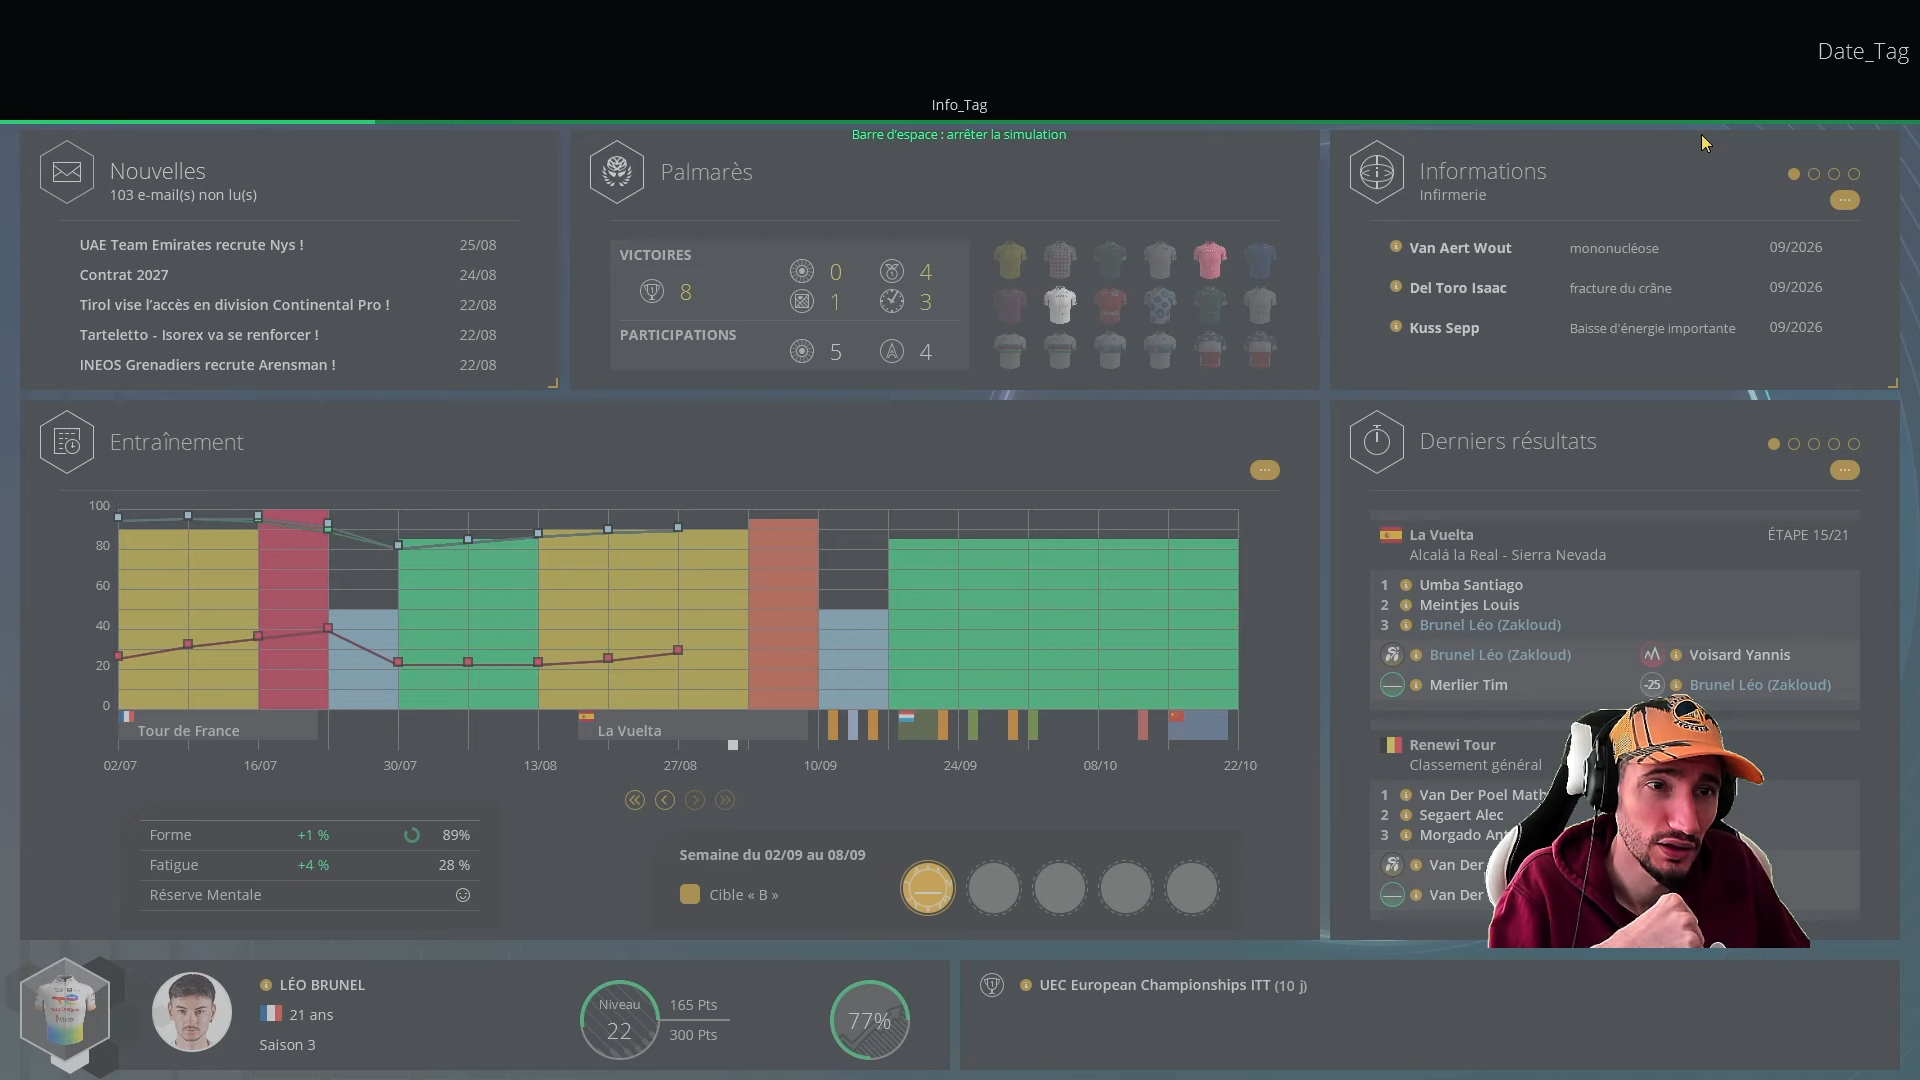 Date_Tag
Info_Tag
Barre d'espace : arrêter la simulation
Nouvelles
103 e-mail(s) non lu(s)
UAE Team Emirates recrute Nys ! 25/08
Contrat 2027 24/08
Tirol vise l'accès en division Continental Pro ! 22/08
Tarteletto - Isorex va se renforcer ! 22/08
INEOS Grenadiers recrute Arensman ! 22/08
Palmarès
VICTOIRES
8
0 4
1 3
PARTICIPATIONS
5 4
Informations
Infirmerie
...
Van Aert Wout mononucléose 09/2026
Del Toro Isaac fracture du crâne 09/2026
Kuss Sepp Baisse d'énergie importante 09/2026
Entraînement
...
100
80
60
40
20
0
Tour de France
La Vuelta
02/07 16/07 30/07 13/08 27/08 10/09 24/09 08/10 22/10
Forme +1 % 89%
Fatigue +4 % 28 %
Réserve Mentale
Semaine du 02/09 au 08/09
Cible « B »
Derniers résultats
...
La Vuelta ÉTAPE 15/21
Alcalá la Real - Sierra Nevada
1 Umba Santiago
2 Meintjes Louis
3 Brunel Léo (Zakloud)
Brunel Léo (Zakloud) Voisard Yannis
Merlier Tim -25 Brunel Léo (Zakloud)
Renewi Tour
Classement général
1 Van Der Poel Math
2 Segaert Alec
3 Morgado Ant
Van Der
Van Der
LÉO BRUNEL
21 ans
Saison 3
Niveau
22
165 Pts
300 Pts
77%
UEC European Championships ITT (10 j)